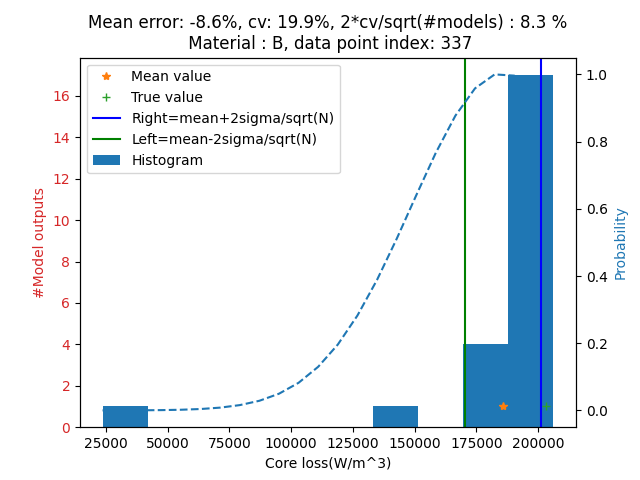 Mean error: -8.6%, cv: 19.9%, 2*cv/sqrt(#models) : 8.3 %
Material : B, data point index: 337
Mean value
True value
Right=mean+2sigma/sqrt(N)
Left=mean-2sigma/sqrt(N)
Histogram
#Model outputs
16
14
12
10
8
6
4
2
0
1.0
0.8
0.6
0.4
0.2
0.0
Probability
25000 50000 75000 100000 125000 150000 175000 200000
Core loss(W/m^3)